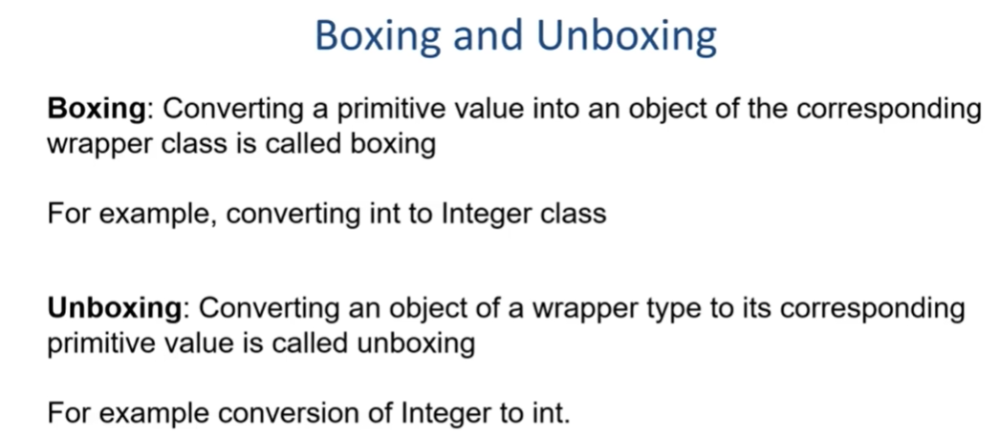 Boxing and Unboxing
Boxing: Converting a primitive value into an object of the corresponding
wrapper class is called boxing
For example, converting int to Integer class
Unboxing: Converting an object of a wrapper type to its corresponding
primitive value is called unboxing
For example conversion of Integer to int.